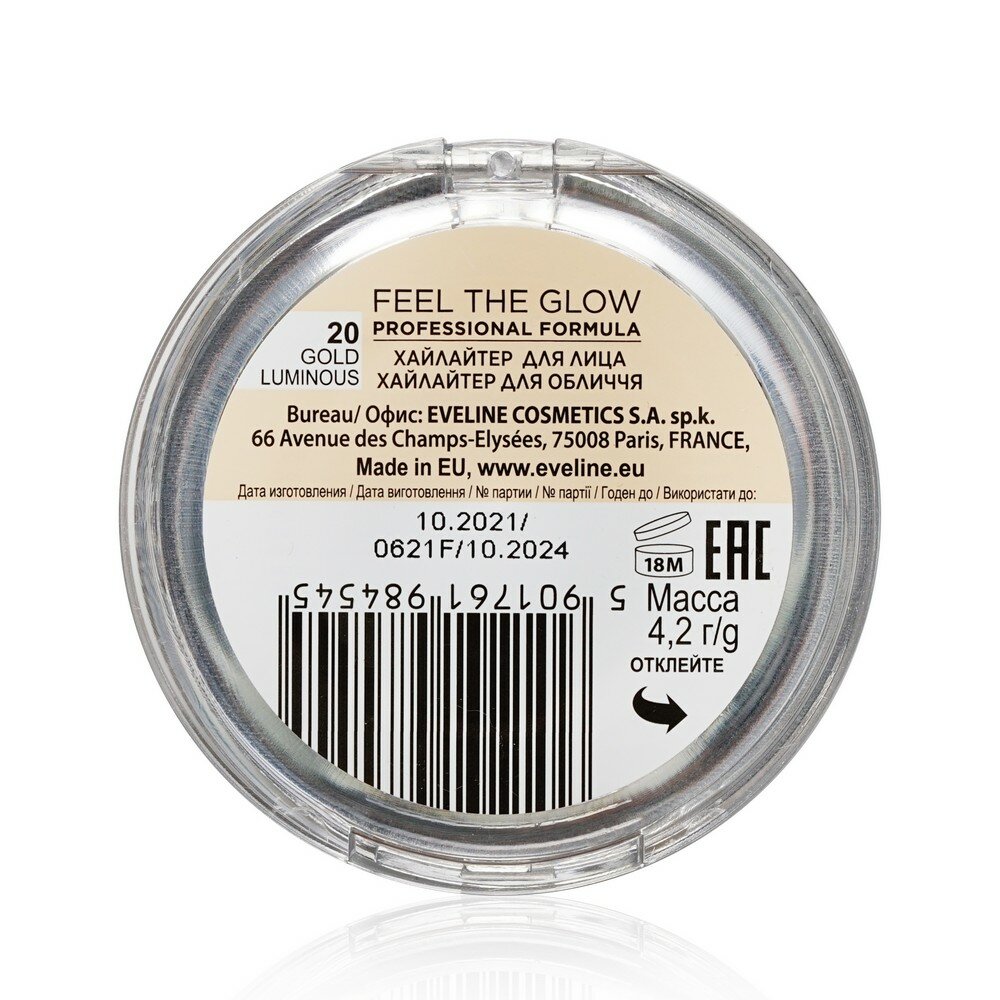 FEEL THE GLOW
PROFESSIONAL FORMULA
20
GOLD
LUMINOUS
ХАЙЛАЙТЕР ДЛЯ ЛИЦА
ХАЙЛАЙТЕР ДЛЯ ОБЛИЧЧЯ
Bureau/ Офис: EVELINE COSMETICS S.A. sp.k.
66 Avenue des Champs-Elysées, 75008 Paris, FRANCE,
Made in EU, www.eveline.eu
Дата изготовления / Дата виготовлення / № партии / № партії / Годен до / Використати до:
10.2021/
0621F/10.2024
18M
EAC
5 901761 984545
Масса
4,2 г/g
ОТКЛЕЙТЕ